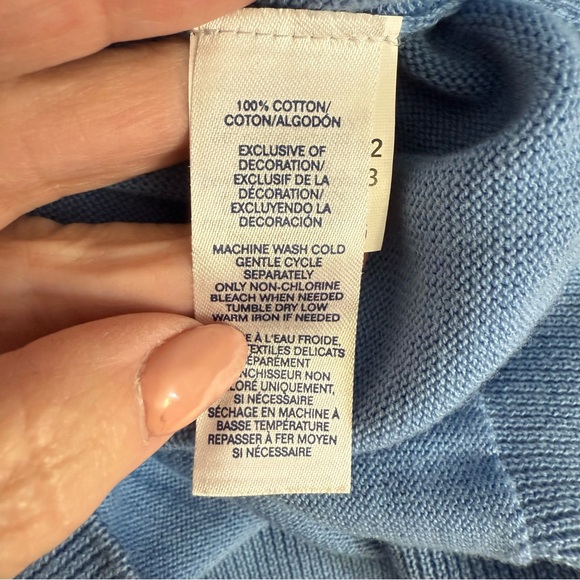 100% COTTON/
COTON/ALGODÓN
EXCLUSIVE OF
DECORATION/
EXCLUSIF DE LA
DÉCORATION/
EXCLUYENDO LA
DECORACIÓN
2
3
MACHINE WASH COLD
GENTLE CYCLE
SEPARATELY
ONLY NON-CHLORINE
BLEACH WHEN NEEDED
TUMBLE DRY LOW
WARM IRON IF NEEDED
À L'EAU FROIDE,
TEXTILES DELICATS
SÉPARÉMENT
NCHISSEUR NON
LORÉ UNIQUEMENT,
SI NÉCESSAIRE
SÉCHAGE EN MACHINE À
BASSE TEMPÉRATURE
REPASSER À FER MOYEN
SI NÉCESSAIRE